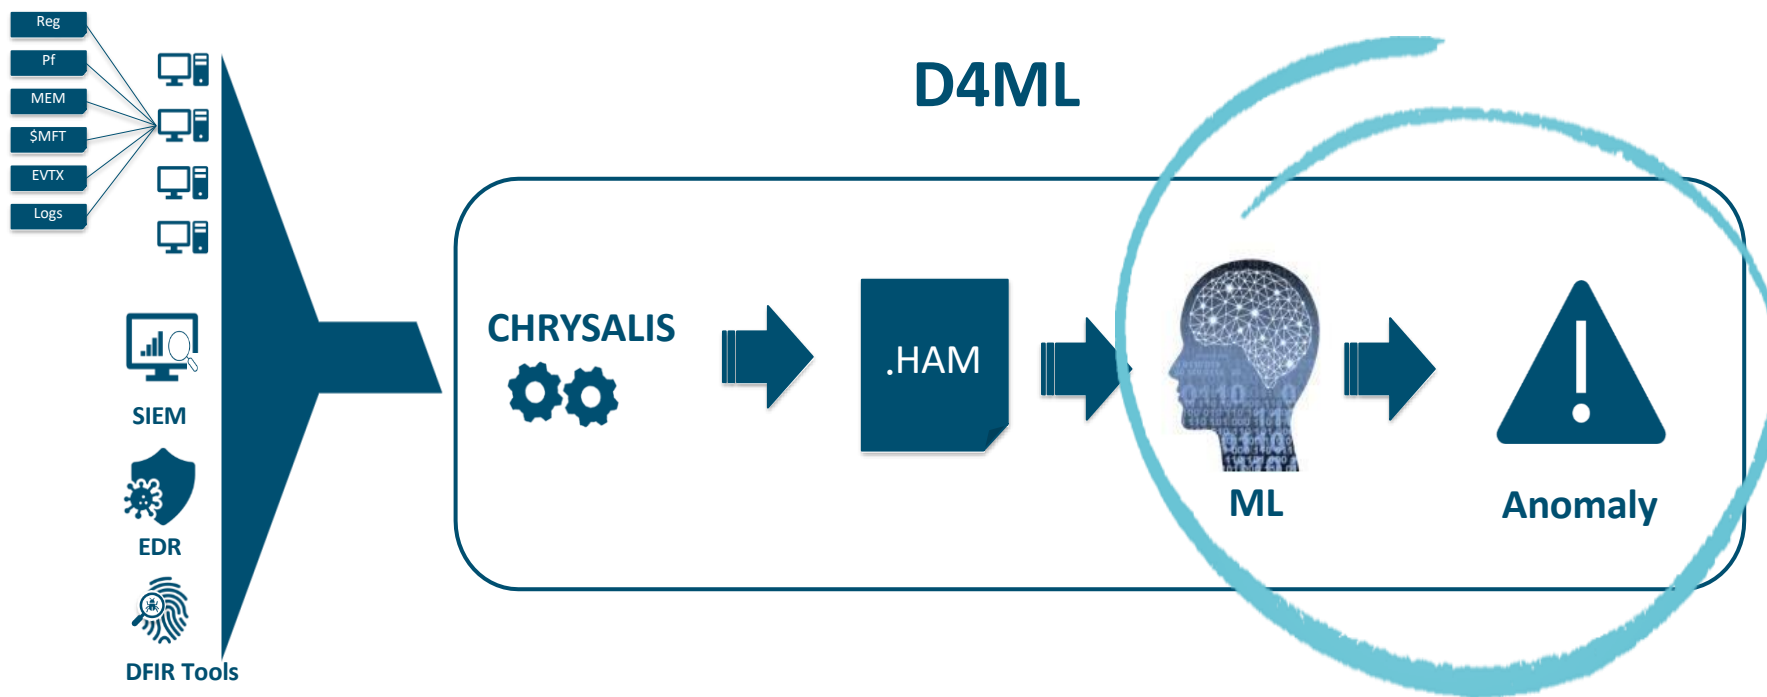 Reg
Pf
MEM
$MFT
EVTX
Logs
SIEM
EDR
DFIR Tools
D4ML
CHRYSALIS
.HAM
ML
Anomaly